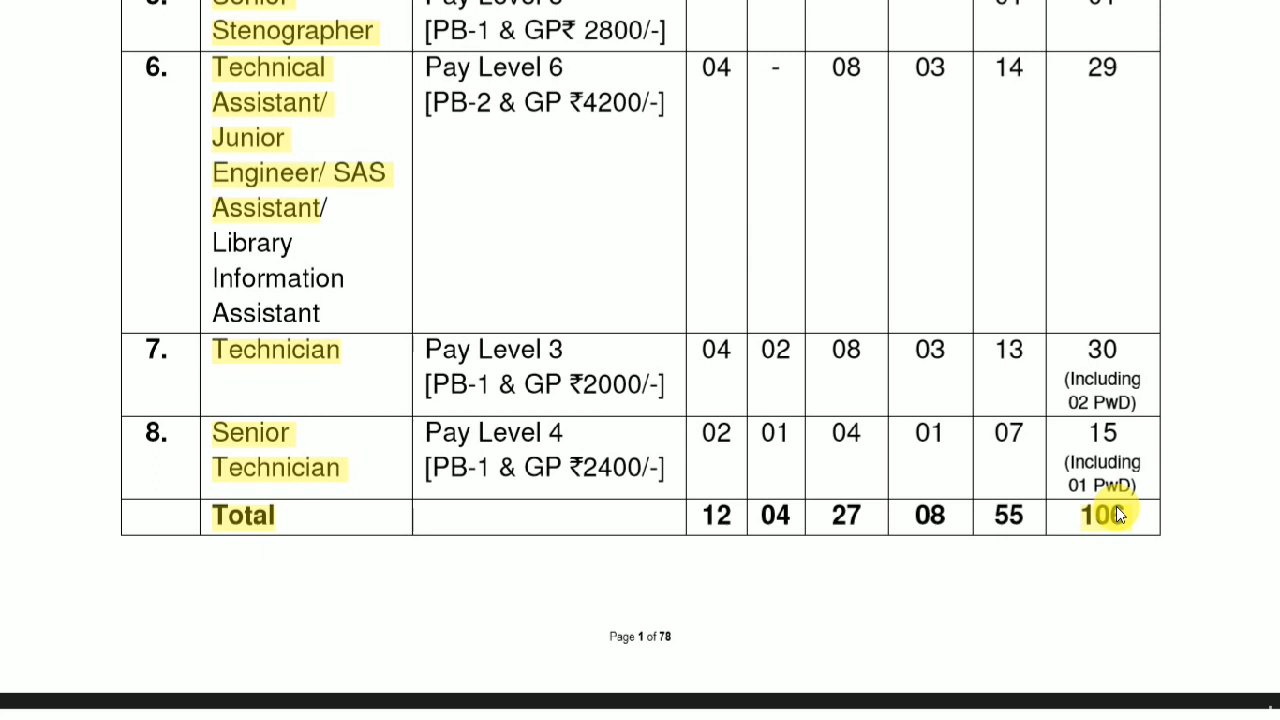 Stenographer [PB-1 & GP₹ 2800/-]
6. Technical Pay Level 6 04 - 08 03 14 29
Assistant/ [PB-2 & GP ₹4200/-]
Junior
Engineer/ SAS
Assistant/
Library
Information
Assistant
7. Technician Pay Level 3 04 02 08 03 13 30
[PB-1 & GP ₹2000/-] (Including
02 PwD)
8. Senior Pay Level 4 02 01 04 01 07 15
Technician [PB-1 & GP ₹2400/-] (Including
01 PwD)
Total 12 04 27 08 55 106
Page 1 of 78